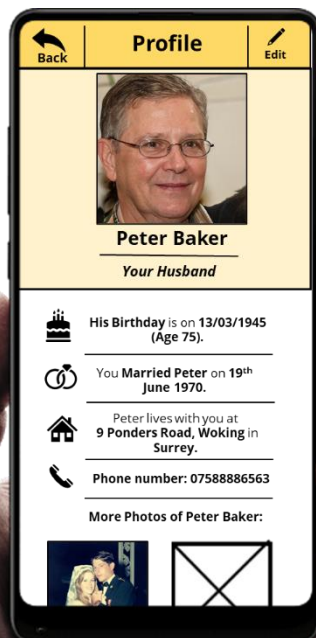 Back
Profile
Edit
Peter Baker
Your Husband
His Birthday is on 13/03/1945
(Age 75).
You Married Peter on 19th
June 1970.
Peter lives with you at
9 Ponders Road, Woking in
Surrey.
Phone number: 07588886563
More Photos of Peter Baker: